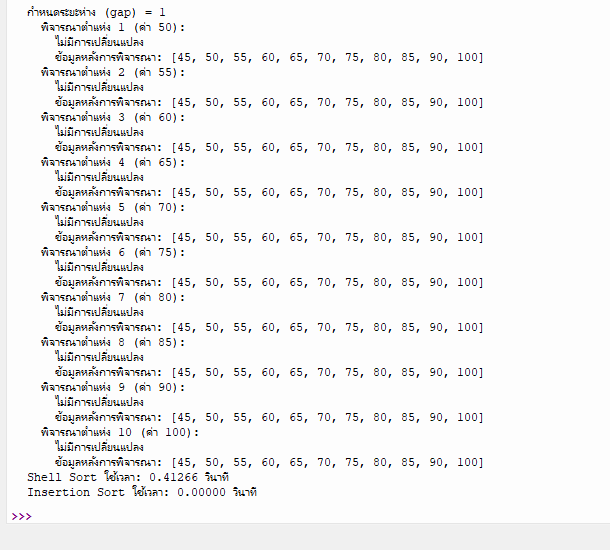 กำหนดระยะห่าง (gap) = 1
พิจารณาตำแหน่ง 1 (ค่า 50):
ไม่มีการเปลี่ยนแปลง
ข้อมูลหลังการพิจารณา: [45, 50, 55, 60, 65, 70, 75, 80, 85, 90, 100]
พิจารณาตำแหน่ง 2 (ค่า 55):
ไม่มีการเปลี่ยนแปลง
ข้อมูลหลังการพิจารณา: [45, 50, 55, 60, 65, 70, 75, 80, 85, 90, 100]
พิจารณาตำแหน่ง 3 (ค่า 60):
ไม่มีการเปลี่ยนแปลง
ข้อมูลหลังการพิจารณา: [45, 50, 55, 60, 65, 70, 75, 80, 85, 90, 100]
พิจารณาตำแหน่ง 4 (ค่า 65):
ไม่มีการเปลี่ยนแปลง
ข้อมูลหลังการพิจารณา: [45, 50, 55, 60, 65, 70, 75, 80, 85, 90, 100]
พิจารณาตำแหน่ง 5 (ค่า 70):
ไม่มีการเปลี่ยนแปลง
ข้อมูลหลังการพิจารณา: [45, 50, 55, 60, 65, 70, 75, 80, 85, 90, 100]
พิจารณาตำแหน่ง 6 (ค่า 75):
ไม่มีการเปลี่ยนแปลง
ข้อมูลหลังการพิจารณา: [45, 50, 55, 60, 65, 70, 75, 80, 85, 90, 100]
พิจารณาตำแหน่ง 7 (ค่า 80):
ไม่มีการเปลี่ยนแปลง
ข้อมูลหลังการพิจารณา: [45, 50, 55, 60, 65, 70, 75, 80, 85, 90, 100]
พิจารณาตำแหน่ง 8 (ค่า 85):
ไม่มีการเปลี่ยนแปลง
ข้อมูลหลังการพิจารณา: [45, 50, 55, 60, 65, 70, 75, 80, 85, 90, 100]
พิจารณาตำแหน่ง 9 (ค่า 90):
ไม่มีการเปลี่ยนแปลง
ข้อมูลหลังการพิจารณา: [45, 50, 55, 60, 65, 70, 75, 80, 85, 90, 100]
พิจารณาตำแหน่ง 10 (ค่า 100):
ไม่มีการเปลี่ยนแปลง
ข้อมูลหลังการพิจารณา: [45, 50, 55, 60, 65, 70, 75, 80, 85, 90, 100]
Shell Sort ใช้เวลา: 0.41266 วินาที
Insertion Sort ใช้เวลา: 0.00000 วินาที
>>>